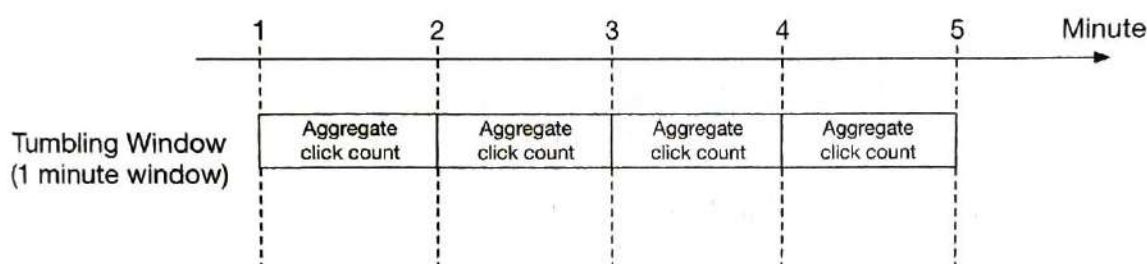 1 2 3 4 5 Minute
Tumbling Window
(1 minute window)
Aggregate
click count
Aggregate
click count
Aggregate
click count
Aggregate
click count